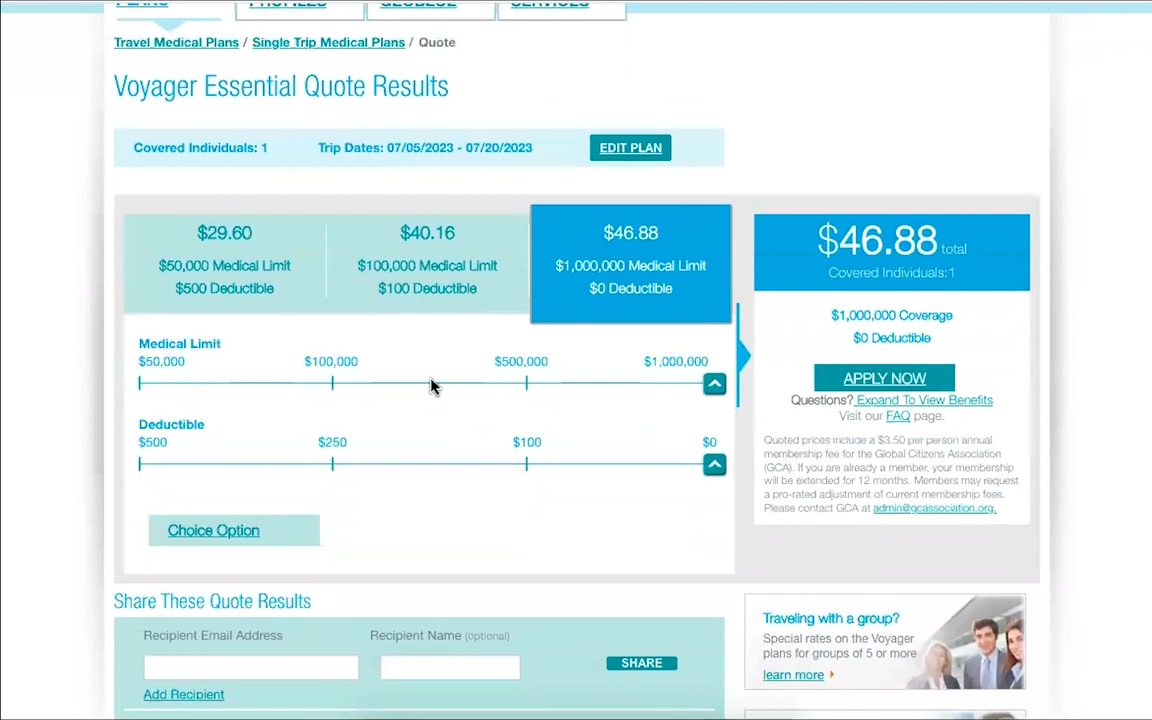 PLANS
PROFILES
GEOBLUE
SERVICES
Travel Medical Plans / Single Trip Medical Plans / Quote
Voyager Essential Quote Results
Covered Individuals: 1 Trip Dates: 07/05/2023 - 07/20/2023 EDIT PLAN
$29.60
$50,000 Medical Limit
$500 Deductible
$40.16
$100,000 Medical Limit
$100 Deductible
$46.88
$1,000,000 Medical Limit
$0 Deductible
Medical Limit
$50,000 $100,000 $500,000 $1,000,000
Deductible
$500 $250 $100 $0
Choice Option
$46.88 total
Covered Individuals:1
$1,000,000 Coverage
$0 Deductible
APPLY NOW
Questions? Expand To View Benefits
Visit our FAQ page.
Quoted prices include a $3.50 per person annual
membership fee for the Global Citizens Association
(GCA). If you are already a member, your membership
will be extended for 12 months. Members may request
a pro-rated adjustment of current membership fees.
Please contact GCA at admin@gcassociation.org.
Share These Quote Results
Recipient Email Address Recipient Name (optional)
SHARE
Add Recipient
Traveling with a group?
Special rates on the Voyager
plans for groups of 5 or more
learn more